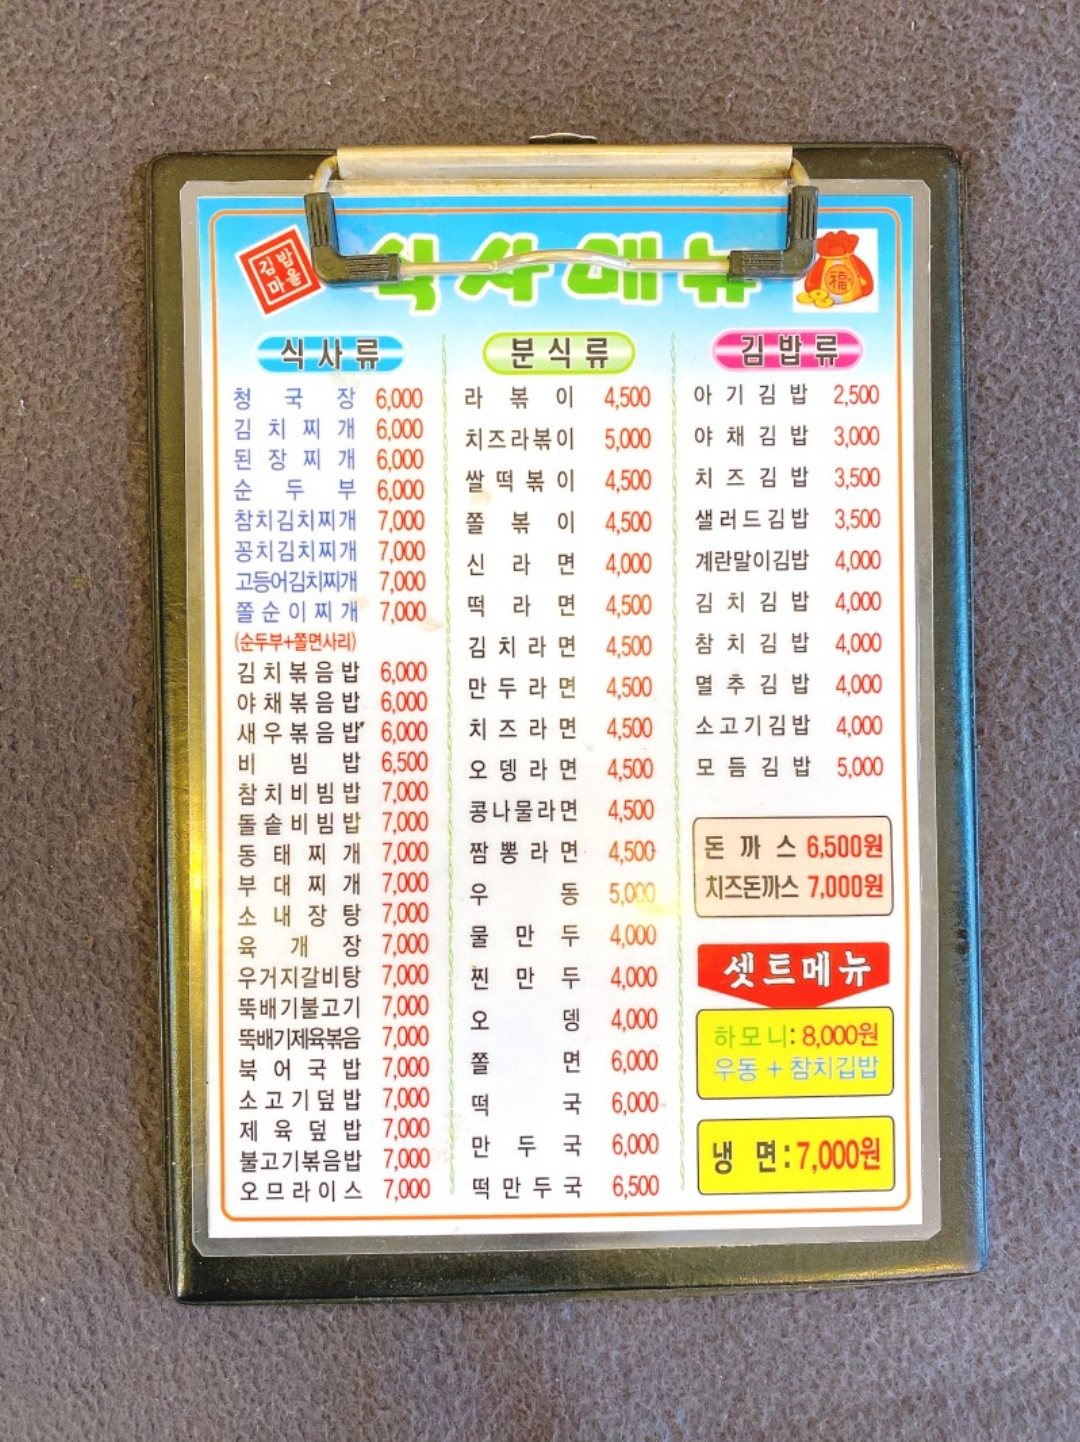 김밥
마을
식사메뉴
福
식사류
청국장 6,000
김치찌개 6,000
된장찌개 6,000
순두부 6,000
참치김치찌개 7,000
꽁치김치찌개 7,000
고등어김치찌개 7,000
쫄순이찌개 7,000
(순두부+쫄면사리)
김치볶음밥 6,000
야채볶음밥 6,000
새우볶음밥 6,000
비빔밥 6,500
참치비빔밥 7,000
돌솥비빔밥 7,000
동태찌개 7,000
부대찌개 7,000
소내장탕 7,000
육개장 7,000
우거지갈비탕 7,000
뚝배기불고기 7,000
뚝배기제육볶음 7,000
북어국밥 7,000
소고기덮밥 7,000
제육덮밥 7,000
불고기볶음밥 7,000
오므라이스 7,000
분식류
라볶이 4,500
치즈라볶이 5,000
쌀떡볶이 4,500
쫄볶이 4,500
신라면 4,000
떡라면 4,500
김치라면 4,500
만두라면 4,500
치즈라면 4,500
오뎅라면 4,500
콩나물라면 4,500
짬뽕라면 4,500
우동 5,000
물만두 4,000
찐만두 4,000
오뎅 4,000
쫄면 6,000
떡국 6,000
만두국 6,000
떡만두국 6,500
김밥류
아기김밥 2,500
야채김밥 3,000
치즈김밥 3,500
샐러드김밥 3,500
계란말이김밥 4,000
김치김밥 4,000
참치김밥 4,000
멸추김밥 4,000
소고기김밥 4,000
모듬김밥 5,000
돈까스 6,500원
치즈돈까스 7,000원
셋트메뉴
하모니: 8,000원
우동 + 참치김밥
냉면:7,000원